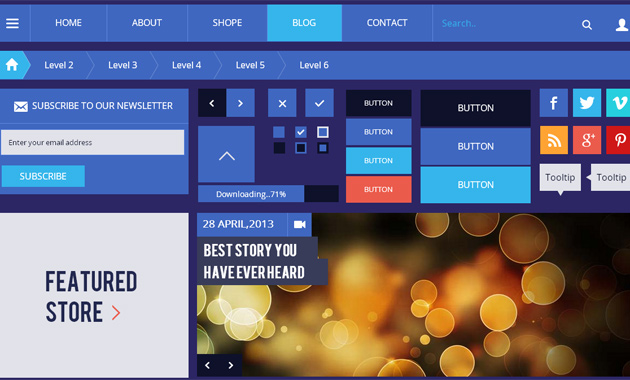 HOME ABOUT SHOPE BLOG CONTACT Search..
Level 2 Level 3 Level 4 Level 5 Level 6
SUBSCRIBE TO OUR NEWSLETTER
Enter your email address
SUBSCRIBE
Downloading..71%
BUTTON
BUTTON
BUTTON
BUTTON
BUTTON
BUTTON
BUTTON
Tooltip Tooltip
FEATURED
STORE
28 APRIL,2013
BEST STORY YOU
HAVE EVER HEARD